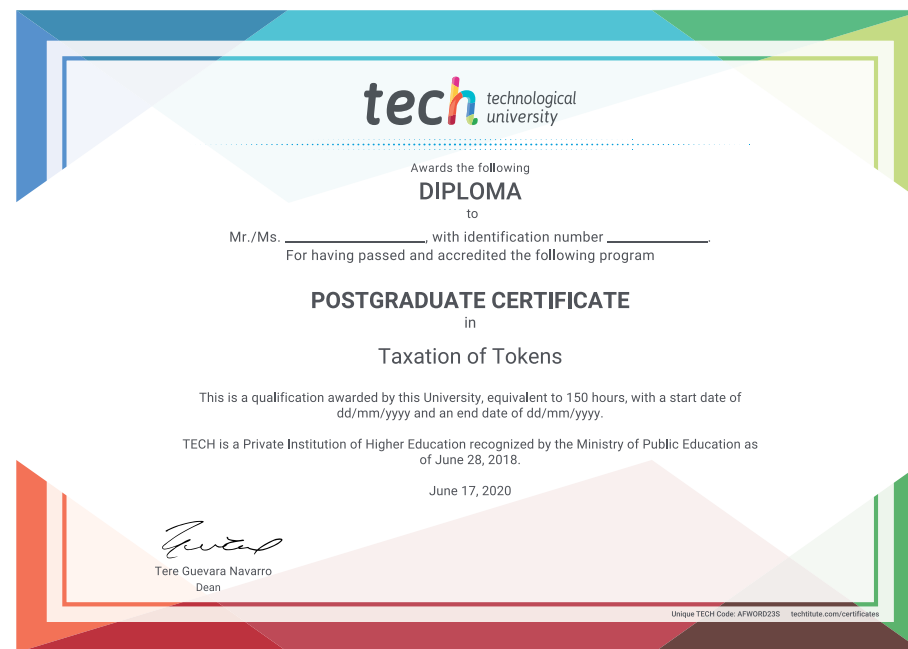 tech technological
university
Awards the following
DIPLOMA
to
Mr./Ms. ____________, with identification number ____________.
For having passed and accredited the following program
POSTGRADUATE CERTIFICATE
in
Taxation of Tokens
This is a qualification awarded by this University, equivalent to 150 hours, with a start date of
dd/mm/yyyy and an end date of dd/mm/yyyy.
TECH is a Private Institution of Higher Education recognized by the Ministry of Public Education as
of June 28, 2018.
June 17, 2020
Tere Guevara Navarro
Dean
Unique TECH Code: AFWORD23S techtitute.com/certificates